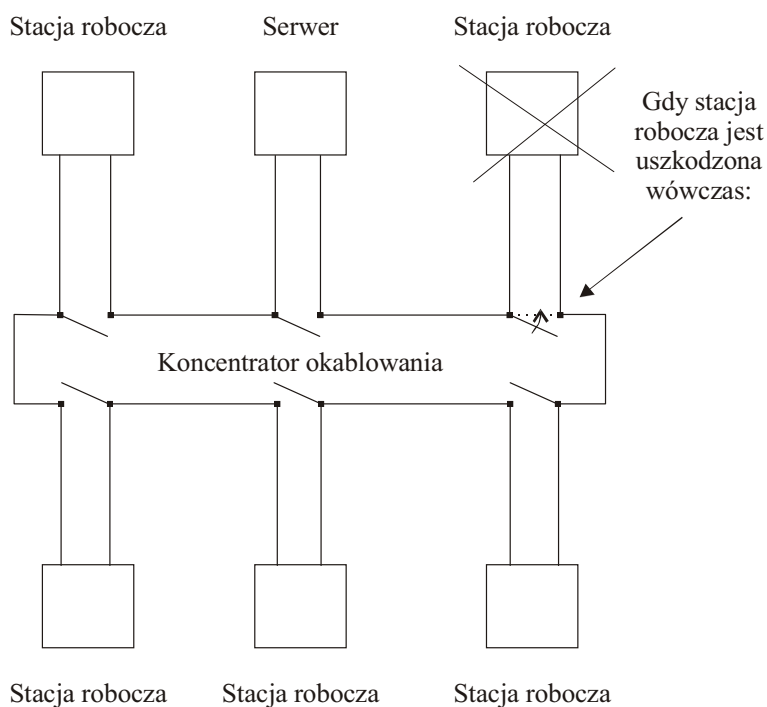 Stacja robocza
Serwer
Stacja robocza
Gdy stacja
robocza jest
uszkodzona
wówczas:
Koncentrator okablowania
Stacja robocza
Stacja robocza
Stacja robocza